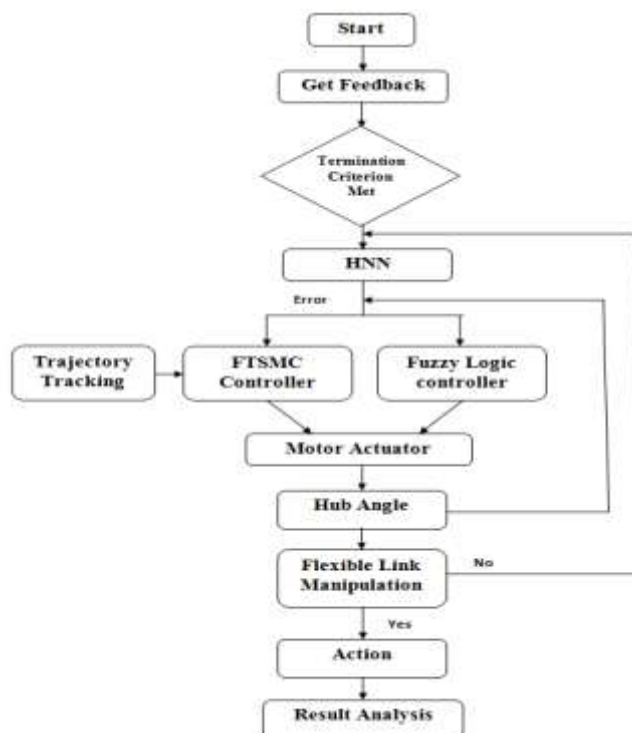 Start
Get Feedback
Termination
Criterion
Met
HNN
Error
Trajectory
Tracking
FTSMC
Controller
Fuzzy Logic
controller
Motor Actuator
Hub Angle
Flexible Link
Manipulation
No
Yes
Action
Result Analysis